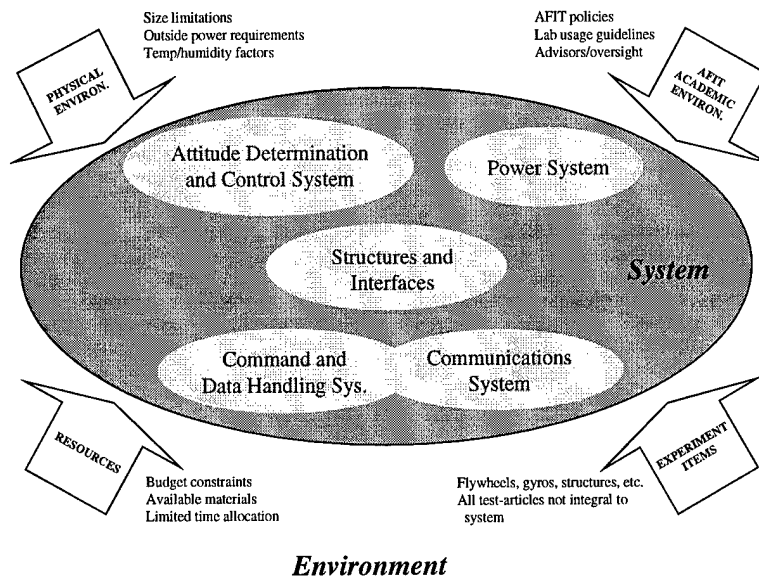 Size limitations
Outside power requirements
Temp/humidity factors
AFIT policies
Lab usage guidelines
Advisors/oversight
PHYSICAL
ENVIRON.
AFIT
ACADEMIC
ENVIRON.
Attitude Determination
and Control System
Power System
Structures and
Interfaces
System
Command and
Data Handling Sys.
Communications
System
RESOURCES
EXPERIMENT
ITEMS
Budget constraints
Available materials
Limited time allocation
Flywheels, gyros, structures, etc.
All test-articles not integral to
system
Environment